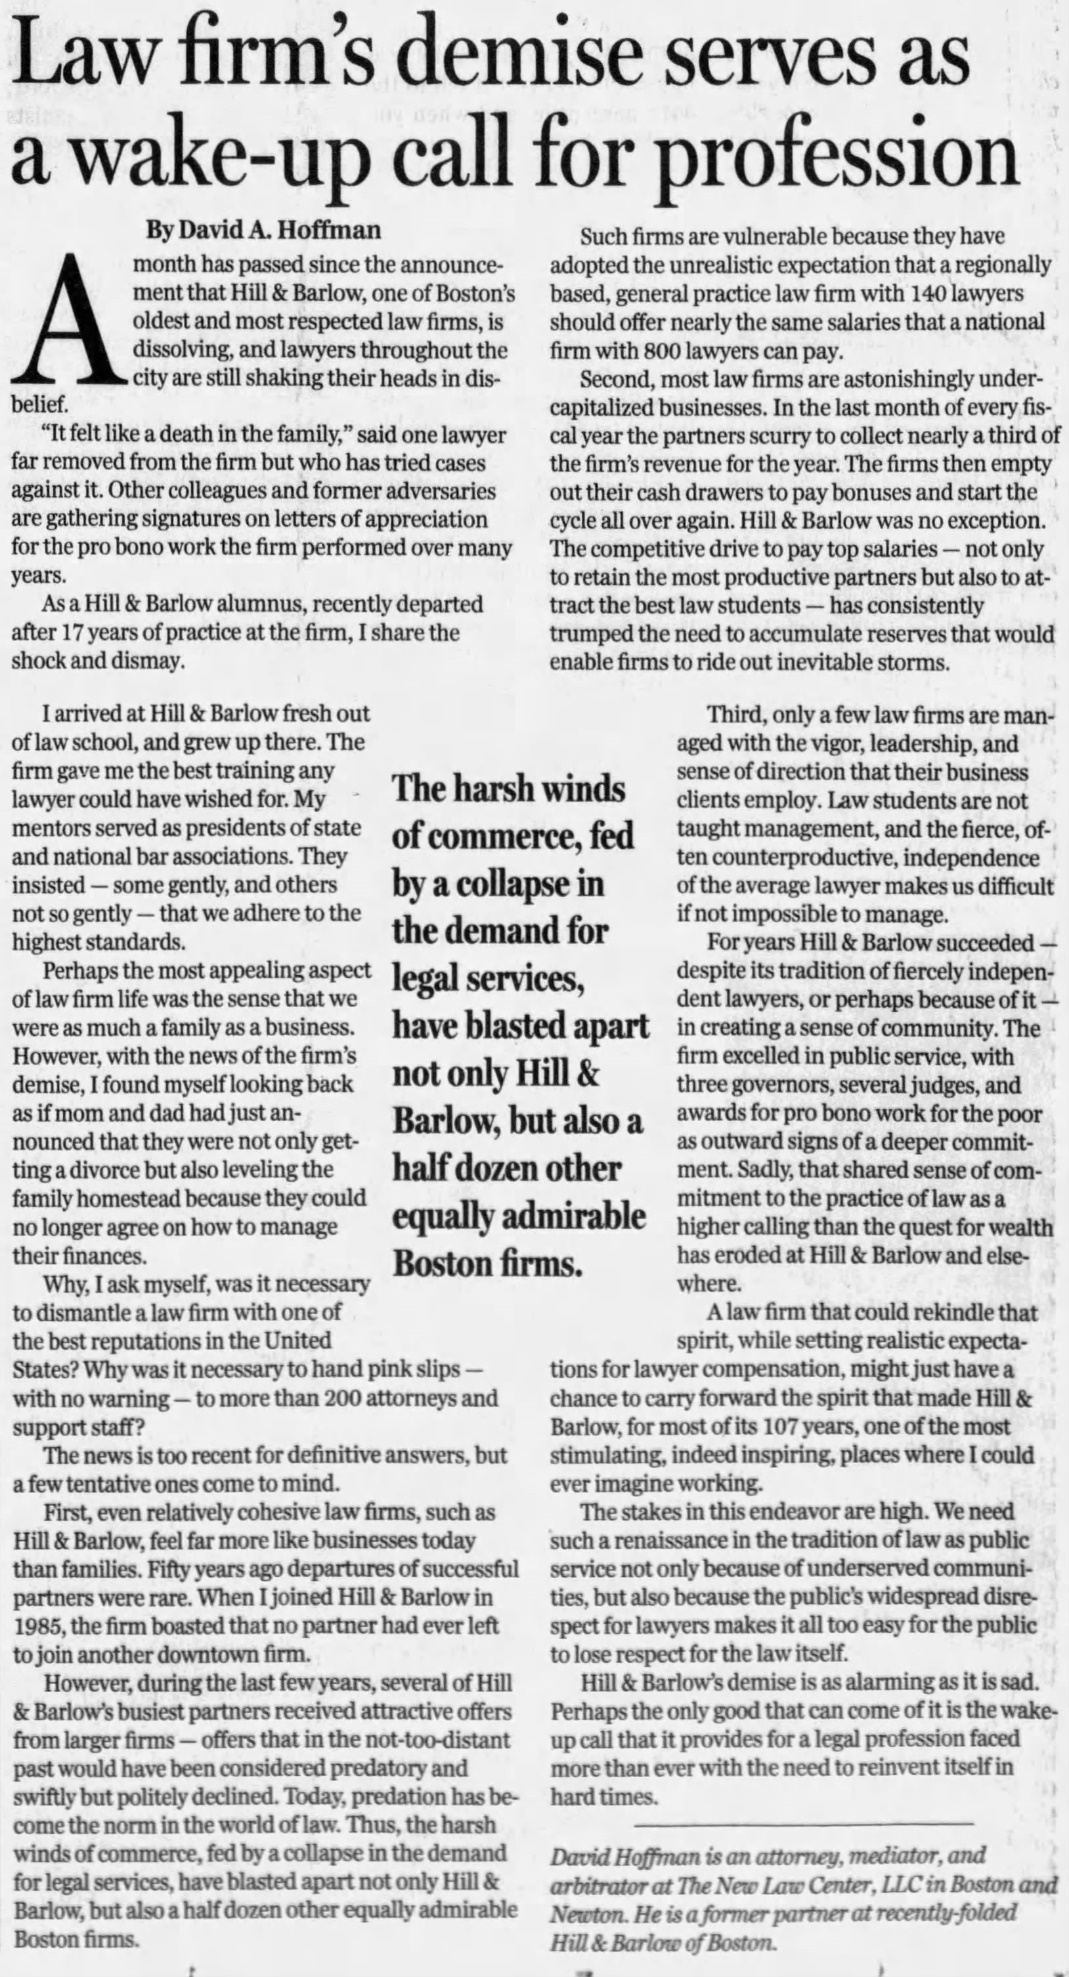 Law firm's demise serves as
a wake-up call for profession
By David A. Hoffman
A month has passed since the announce-
ment that Hill & Barlow, one of Boston's
oldest and most respected law firms, is
dissolving, and lawyers throughout the
city are still shaking their heads in dis-
belief.
"It felt like a death in the family," said one lawyer
far removed from the firm but who has tried cases
against it. Other colleagues and former adversaries
are gathering signatures on letters of appreciation
for the pro bono work the firm performed over many
years.
As a Hill & Barlow alumnus, recently departed
after 17 years of practice at the firm, I share the
shock and dismay.
I arrived at Hill & Barlow fresh out
of law school, and grew up there. The
firm gave me the best training any
lawyer could have wished for. My
mentors served as presidents of state
and national bar associations. They
insisted — some gently, and others
not so gently — that we adhere to the
highest standards.
Perhaps the most appealing aspect
of law firm life was the sense that we
were as much a family as a business.
However, with the news of the firm's
demise, I found myself looking back
as if mom and dad had just an-
nounced that they were not only get-
ting a divorce but also leveling the
family homestead because they could
no longer agree on how to manage
their finances.
Why, I ask myself, was it necessary
to dismantle a law firm with one of
the best reputations in the United
States? Why was it necessary to hand pink slips —
with no warning — to more than 200 attorneys and
support staff?
The news is too recent for definitive answers, but
a few tentative ones come to mind.
First, even relatively cohesive law firms, such as
Hill & Barlow, feel far more like businesses today
than families. Fifty years ago departures of successful
partners were rare. When I joined Hill & Barlow in
1985, the firm boasted that no partner had ever left
to join another downtown firm.
However, during the last few years, several of Hill
& Barlow's busiest partners received attractive offers
from larger firms — offers that in the not-too-distant
past would have been considered predatory and
swiftly but politely declined. Today, predation has be-
come the norm in the world of law. Thus, the harsh
winds of commerce, fed by a collapse in the demand
for legal services, have blasted apart not only Hill &
Barlow, but also a half dozen other equally admirable
Boston firms.
The harsh winds
of commerce, fed
by a collapse in
the demand for
legal services,
have blasted apart
not only Hill &
Barlow, but also a
half dozen other
equally admirable
Boston firms.
Such firms are vulnerable because they have
adopted the unrealistic expectation that a regionally
based, general practice law firm with 140 lawyers
should offer nearly the same salaries that a national
firm with 800 lawyers can pay.
Second, most law firms are astonishingly under-
capitalized businesses. In the last month of every fis-
cal year the partners scurry to collect nearly a third of
the firm's revenue for the year. The firms then empty
out their cash drawers to pay bonuses and start the
cycle all over again. Hill & Barlow was no exception.
The competitive drive to pay top salaries — not only
to retain the most productive partners but also to at-
tract the best law students — has consistently
trumped the need to accumulate reserves that would
enable firms to ride out inevitable storms.
Third, only a few law firms are man-
aged with the vigor, leadership, and
sense of direction that their business
clients employ. Law students are not
taught management, and the fierce, of-
ten counterproductive, independence
of the average lawyer makes us difficult
if not impossible to manage.
For years Hill & Barlow succeeded —
despite its tradition of fiercely indepen-
dent lawyers, or perhaps because of it —
in creating a sense of community. The
firm excelled in public service, with
three governors, several judges, and
awards for pro bono work for the poor
as outward signs of a deeper commit-
ment. Sadly, that shared sense of com-
mitment to the practice of law as a
higher calling than the quest for wealth
has eroded at Hill & Barlow and else-
where.
A law firm that could rekindle that
spirit, while setting realistic expecta-
tions for lawyer compensation, might just have a
chance to carry forward the spirit that made Hill &
Barlow, for most of its 107 years, one of the most
stimulating, indeed inspiring, places where I could
ever imagine working.
The stakes in this endeavor are high. We need
such a renaissance in the tradition of law as public
service not only because of underserved communi-
ties, but also because the public's widespread disre-
spect for lawyers makes it all too easy for the public
to lose respect for the law itself.
Hill & Barlow's demise is as alarming as it is sad.
Perhaps the only good that can come of it is the wake-
up call that it provides for a legal profession faced
more than ever with the need to reinvent itself in
hard times.
David Hoffman is an attorney, mediator, and
arbitrator at The New Law Center, LLC in Boston and
Newton. He is a former partner at recently-folded
Hill & Barlow of Boston.